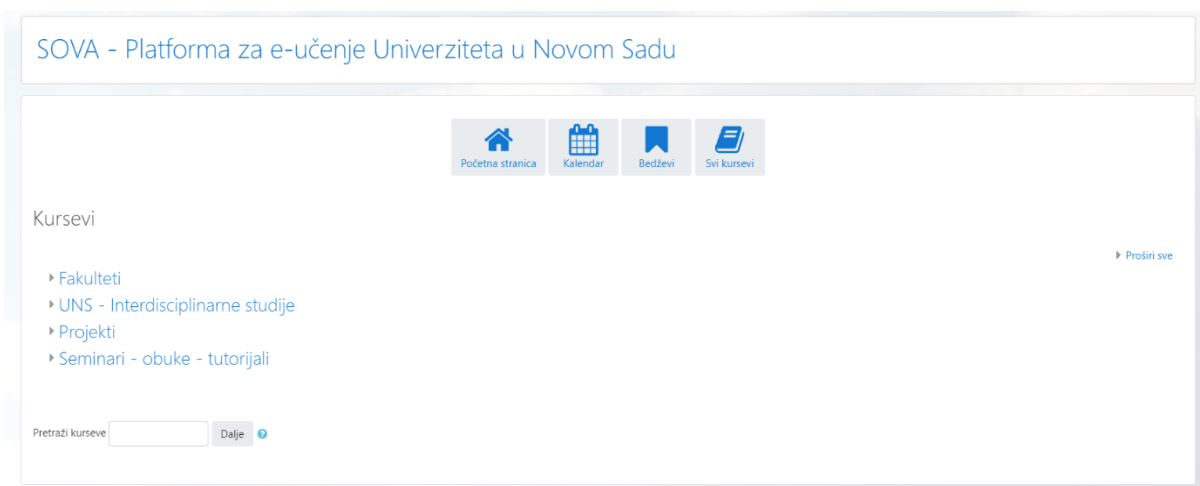 SOVA - Platforma za e-učenje Univerziteta u Novom Sadu
Početna stranica
Kalendar
Bedževi
Svi kursevi
Kursevi
Proširi sve
Fakulteti
UNS - Interdisciplinarne studije
Projekti
Seminari - obuke - tutorijali
Pretraži kurseve
Dalje